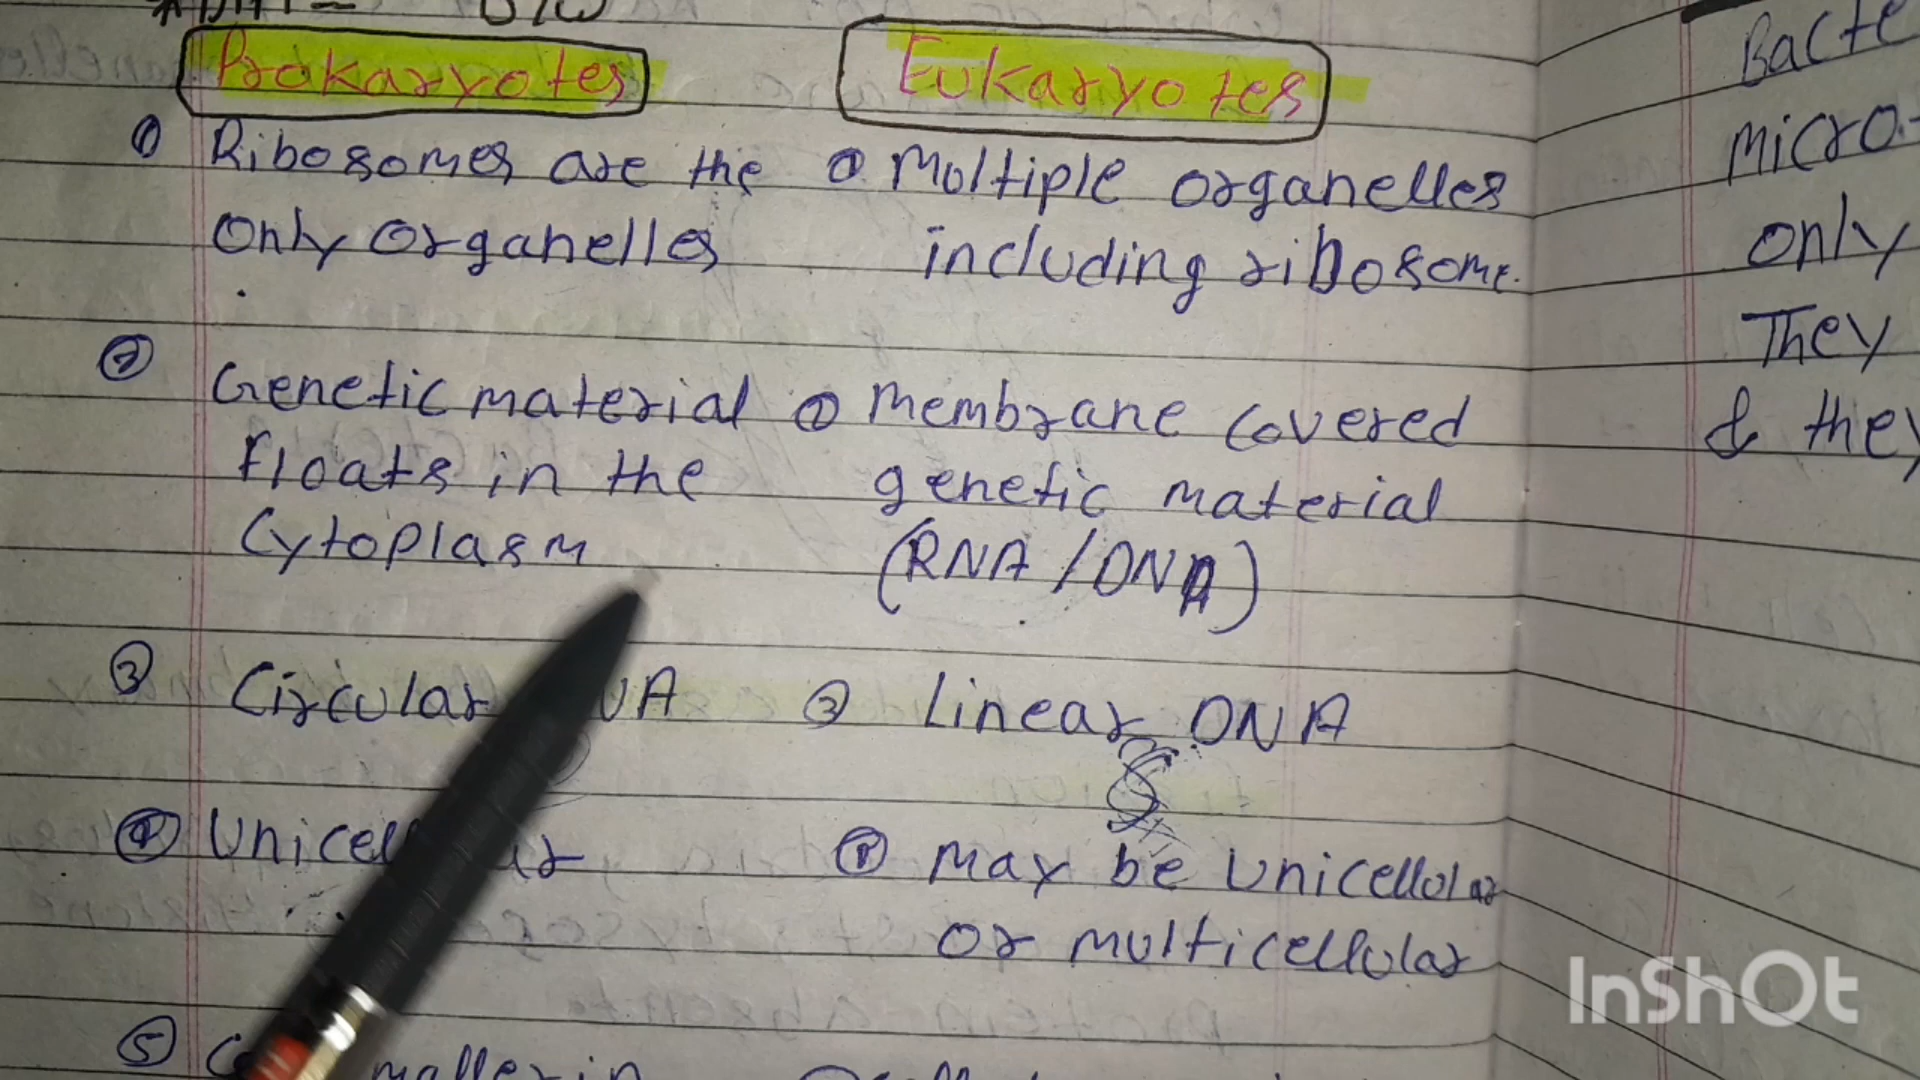 Prokaryotes
Eukaryotes
① Ribosomes are the
only organelles
① Multiple organelles
including ribosome.
② Genetic material
floats in the
cytoplasm
② Membrane covered
genetic material
(RNA/DNA)
③ Circular
③ Linear DNA
④
④ May be Unicellular
or multicellular
⑤
Bacte
micro-
only
They
& they
InShOt